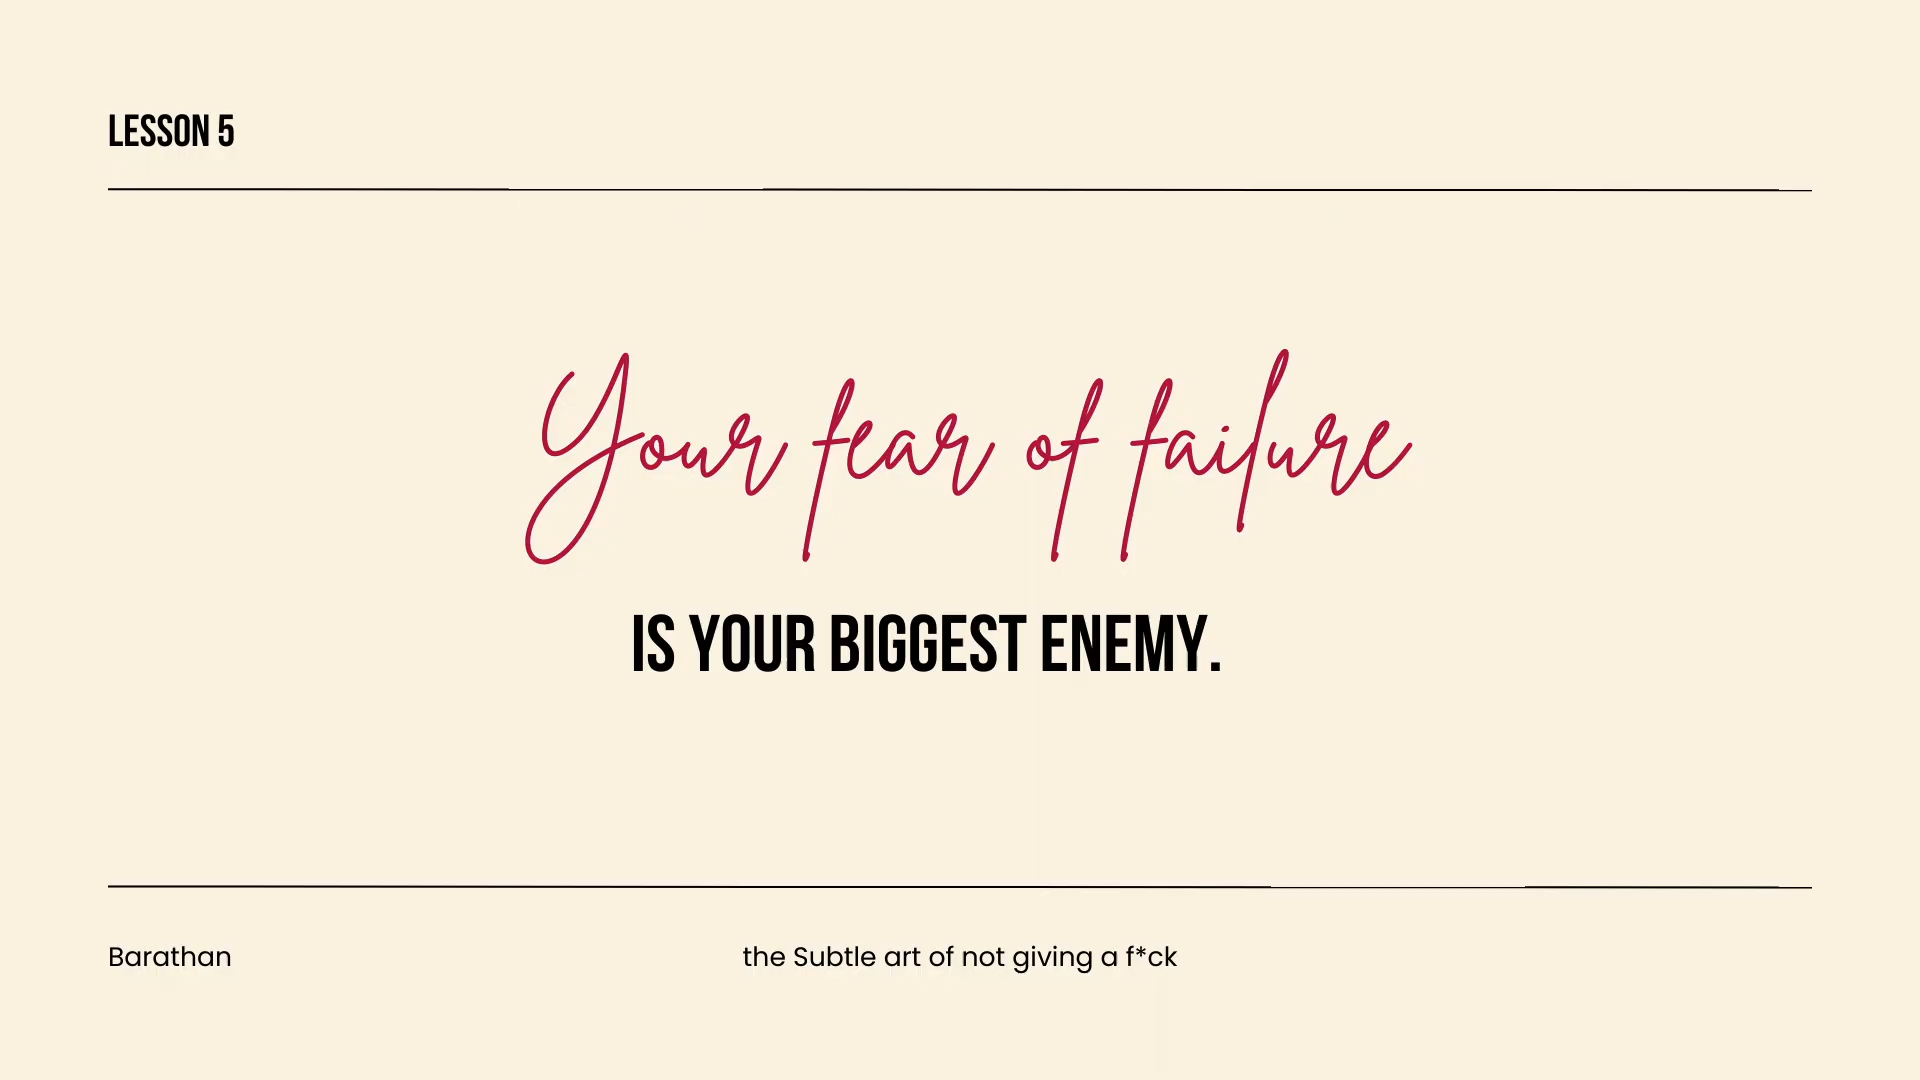 LESSON 5
Your fear of failure
IS YOUR BIGGEST ENEMY.
Barathan
the Subtle art of not giving a f*ck